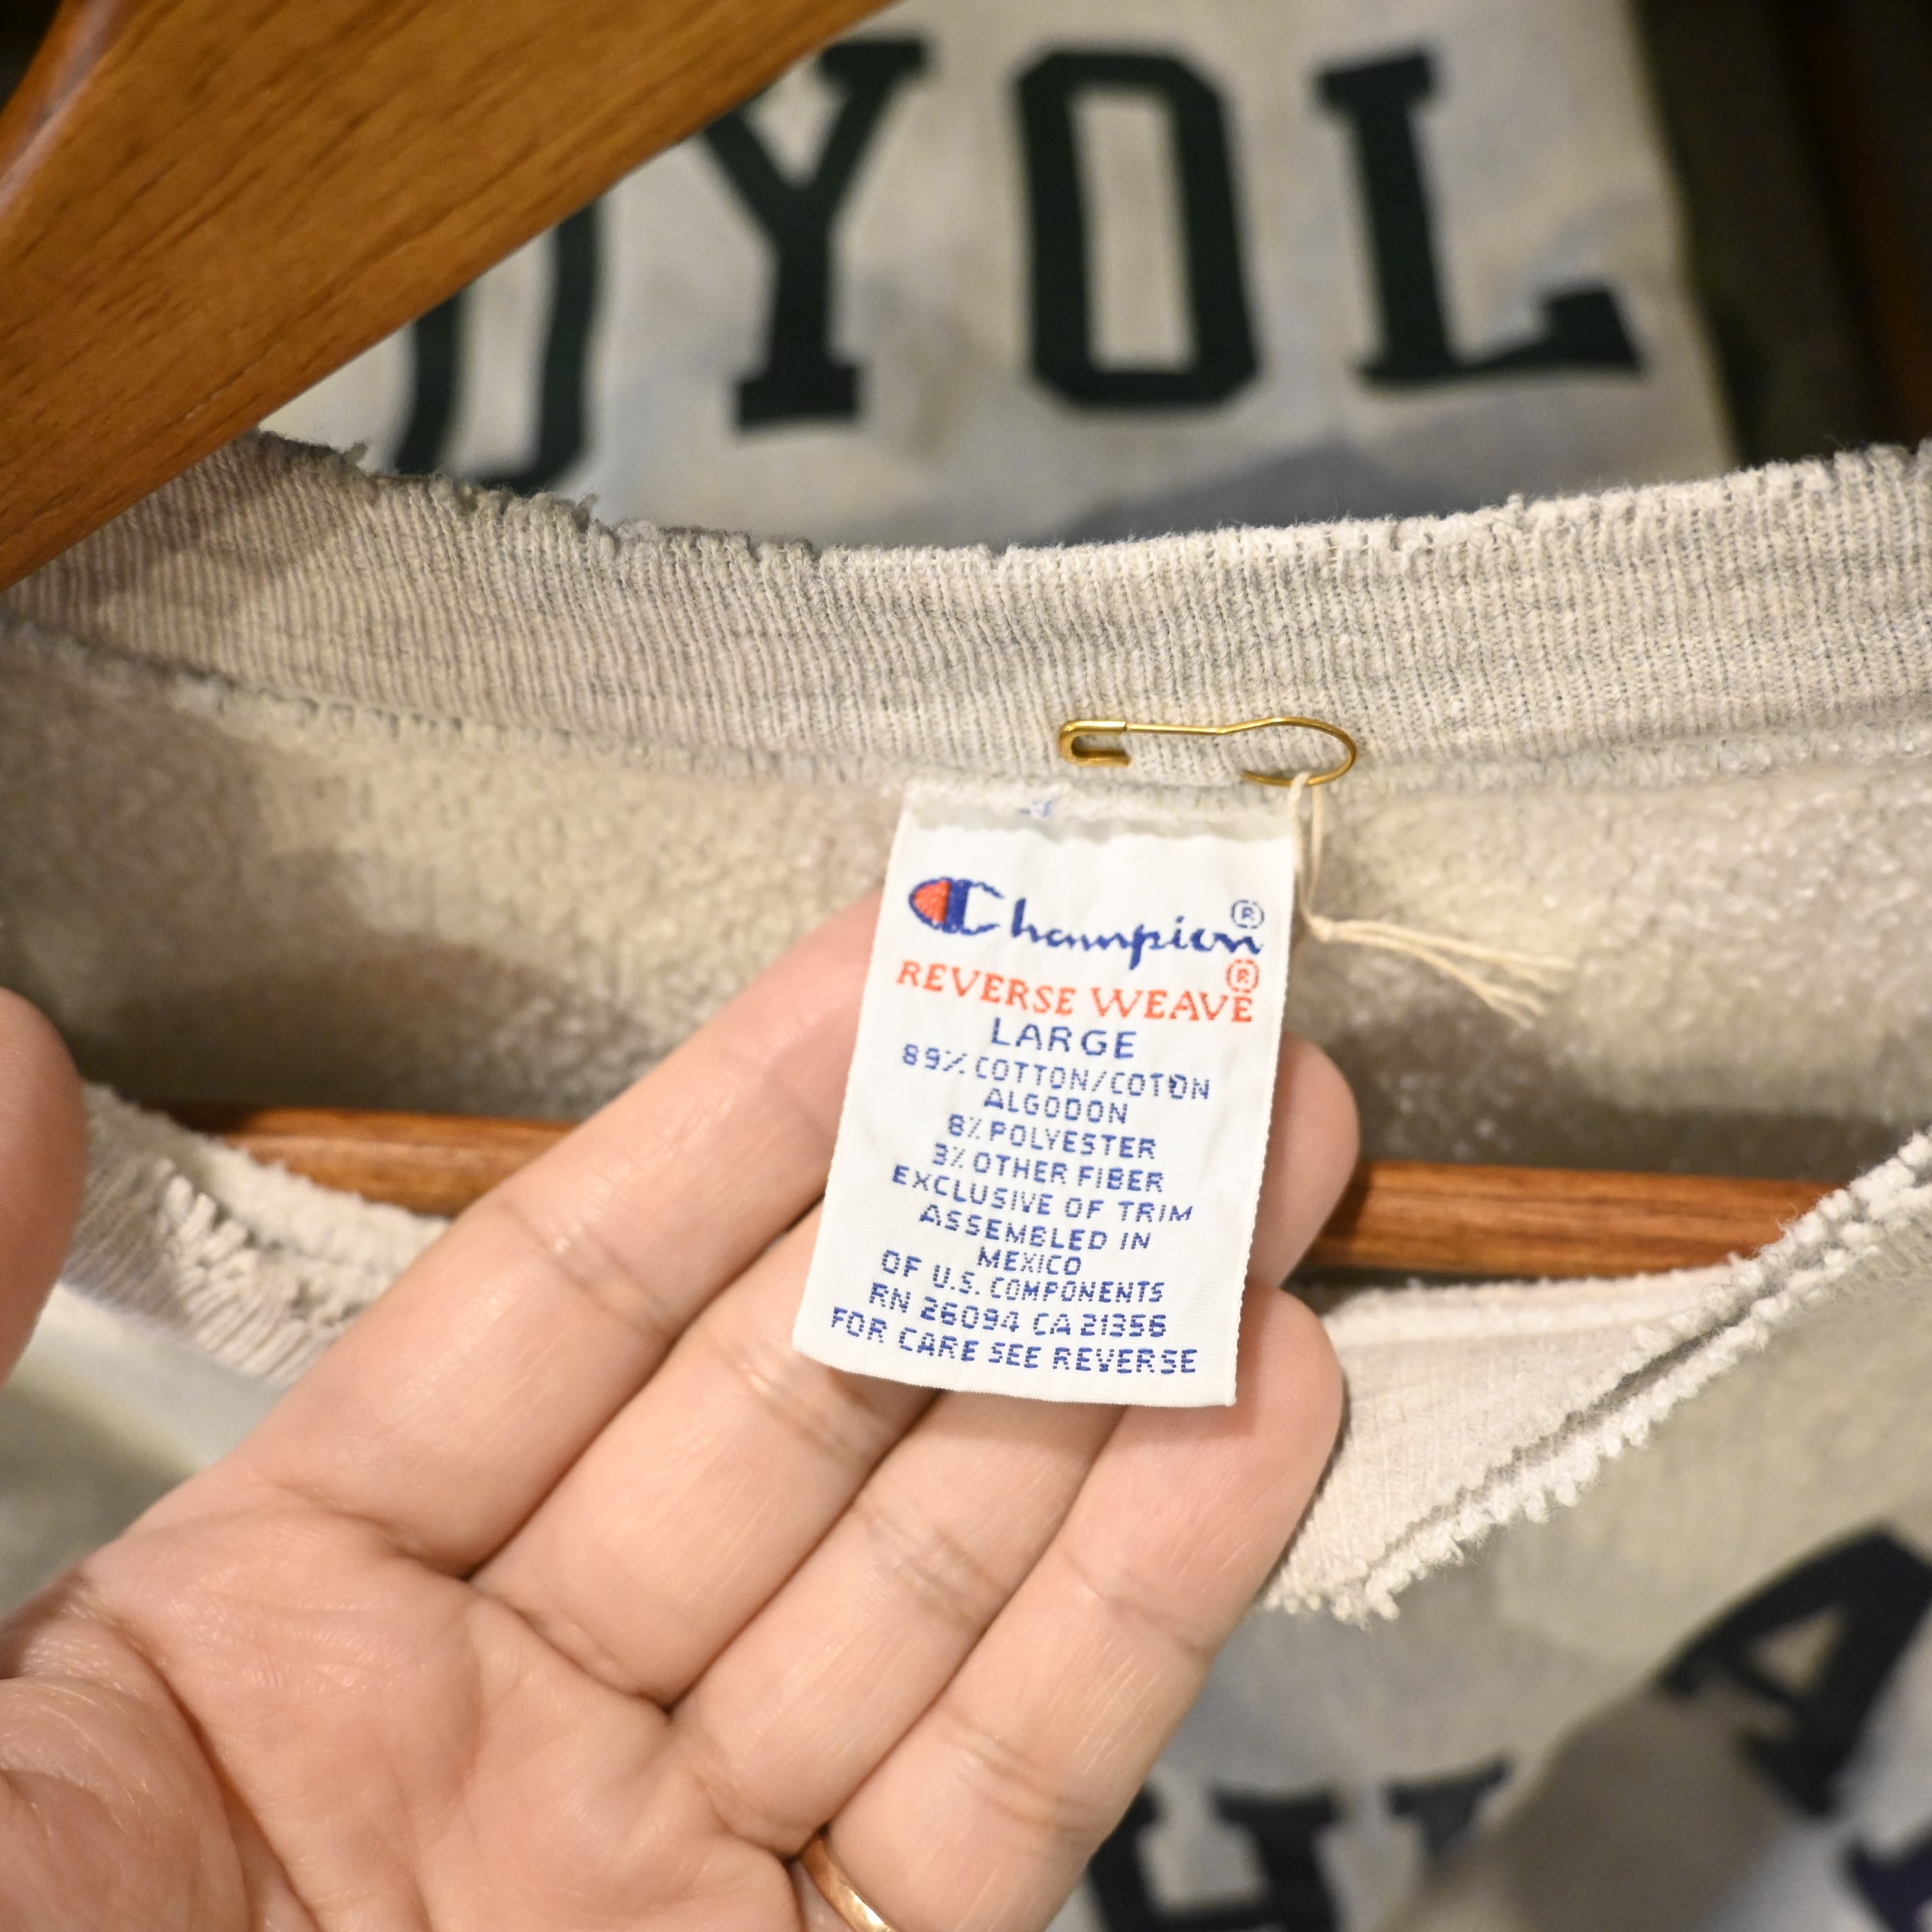 OYOL
Champion®
REVERSE WEAVE®
LARGE
89% COTTON/COTON
ALGODON
8% POLYESTER
3% OTHER FIBER
EXCLUSIVE OF TRIM
ASSEMBLED IN
MEXICO
OF U.S. COMPONENTS
RN 26094 CA 21356
FOR CARE SEE REVERSE
A